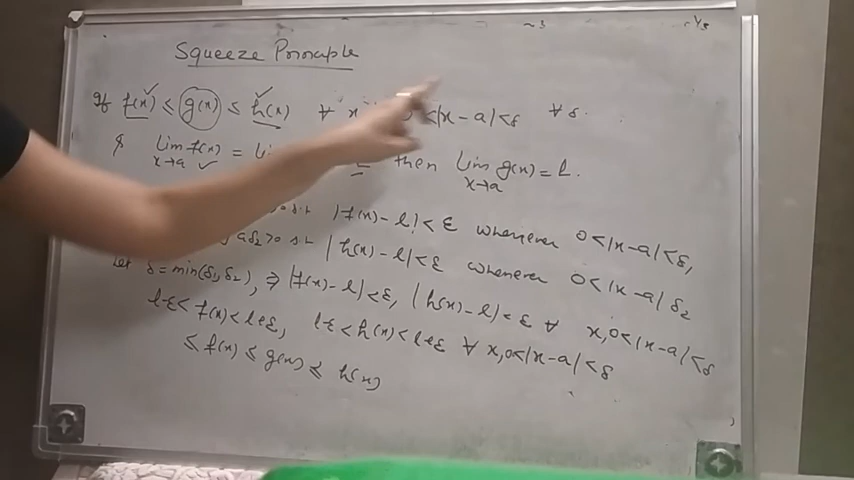 Squeeze Principle
If f(x) ≤ g(x) ≤ h(x) ∀ x 0<|x-a|<δ ∀ δ.
& lim x→a f(x) = then lim x→a g(x) = l.
|f(x)-l|<ε whenever 0<|x-a|<δ₁
δ₂>0 s.t |h(x)-l|<ε whenever 0<|x-a| δ₂
Let δ = min(δ₁,δ₂), ⇒ |f(x)-l|<ε, |h(x)-l|<ε ∀ x,0<|x-a|<δ
l-ε< f(x)<l+ε, l-ε<h(x)<l+ε ∀ x,0<|x-a|<δ
≤ f(x) ≤ g(x) ≤ h(x)